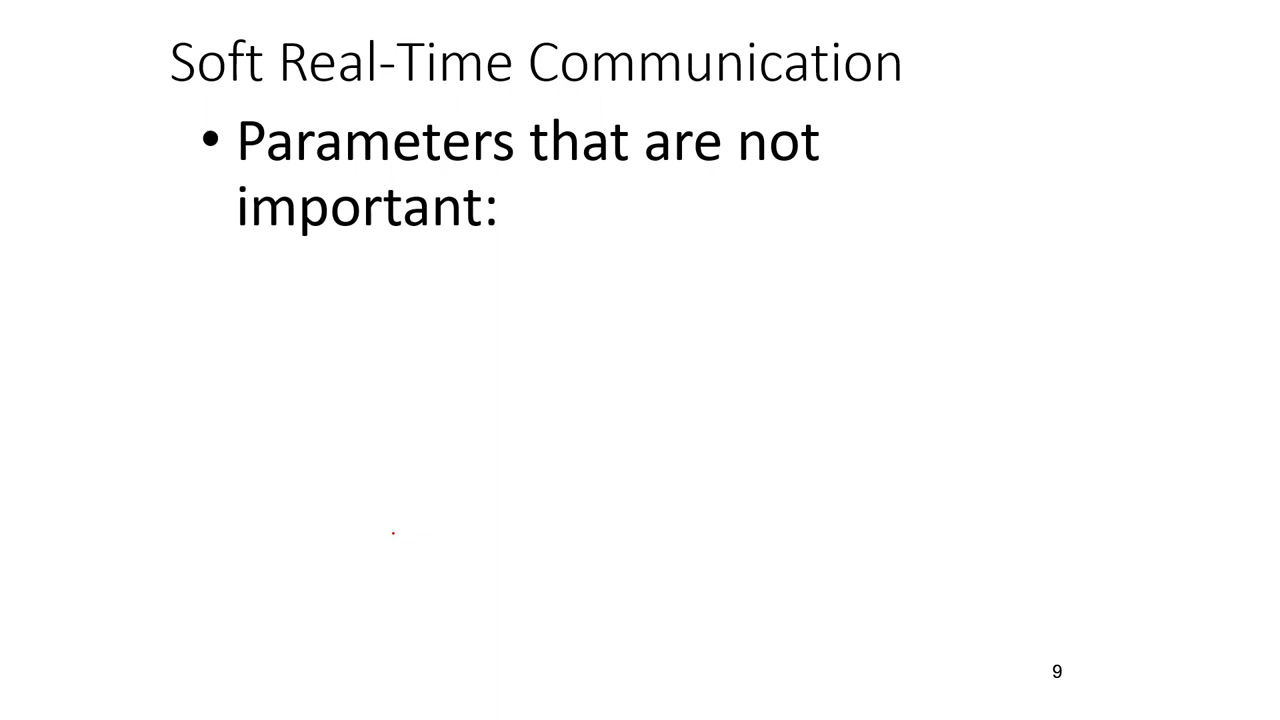 Soft Real-Time Communication
• Parameters that are not
important:
9